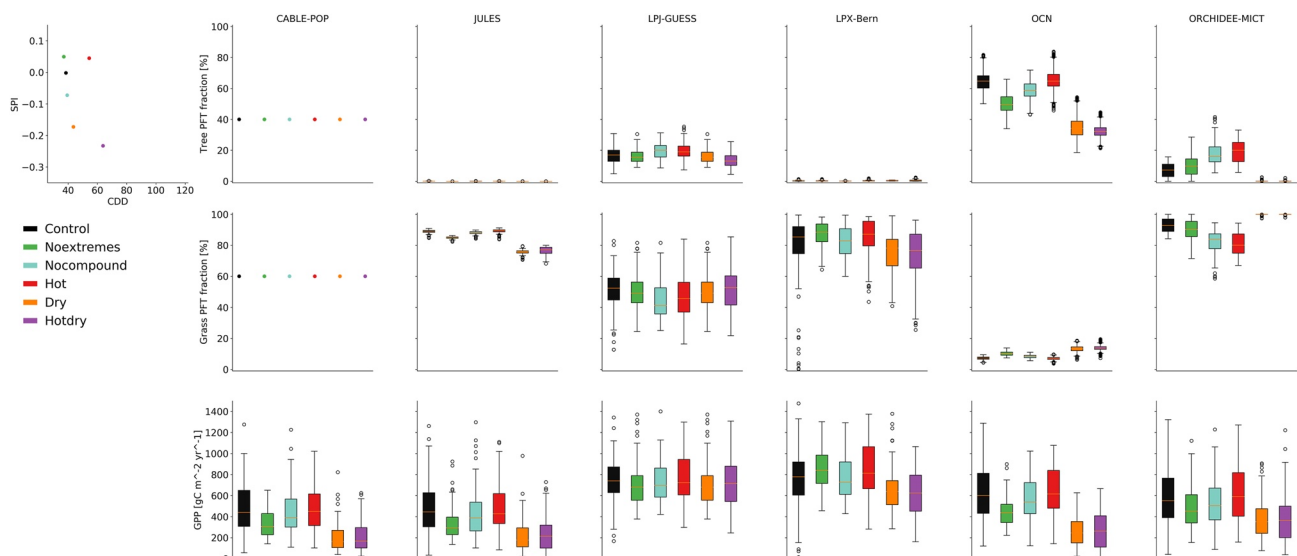 CABLE-POP
JULES
LPJ-GUESS
LPX-Bern
OCN
ORCHIDEE-MICT
SPI
0.1
0.0
−0.1
−0.2
−0.3
40
60
80
100
120
CDD
Control
Noextremes
Nocompound
Hot
Dry
Hotdry
Tree PFT fraction [%]
100
80
60
40
20
0
Grass PFT fraction [%]
100
80
60
40
20
0
GPP [gC m^-2 yr^-1]
1400
1200
1000
800
600
400
200
0